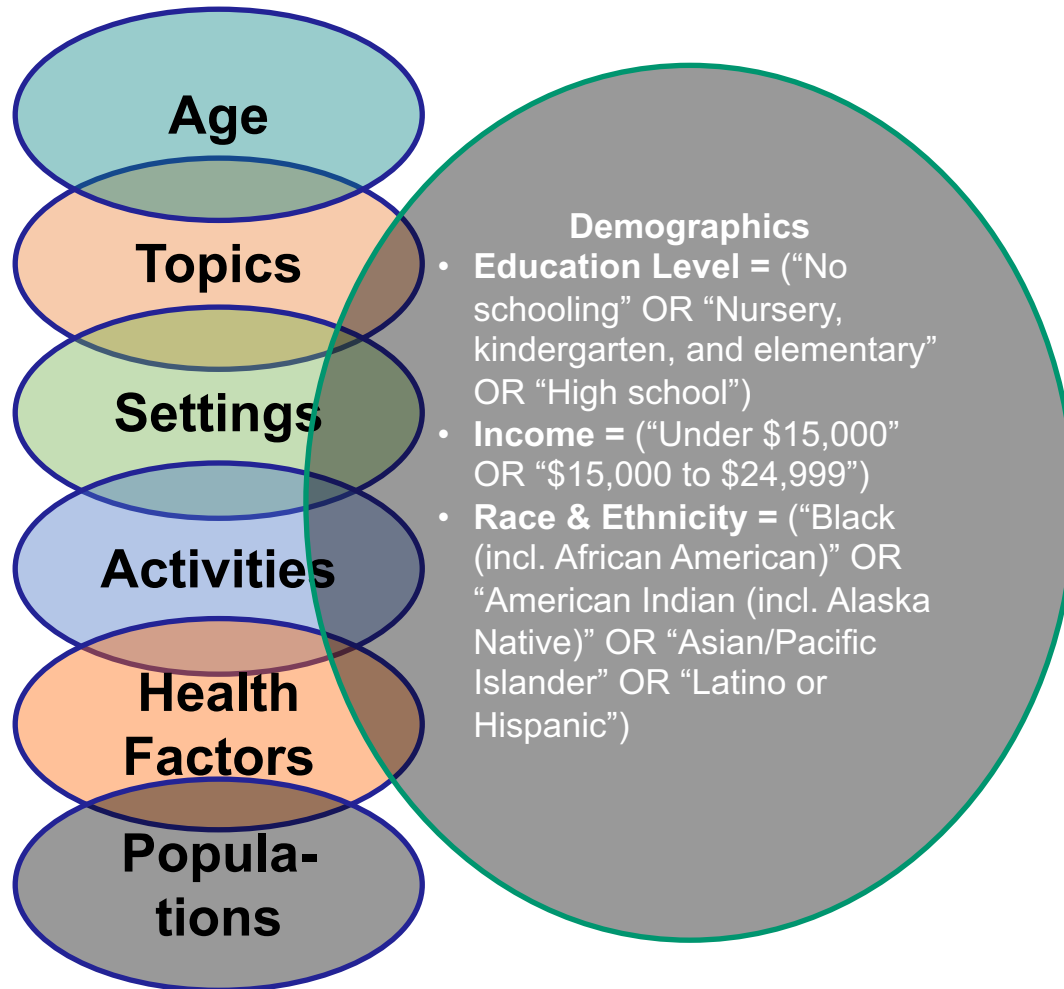 Age
Topics
Settings
Activities
Health
Factors
Popula-
tions
Demographics
• Education Level = (“No
schooling” OR “Nursery,
kindergarten, and elementary”
OR “High school”)
• Income = (“Under $15,000”
OR “$15,000 to $24,999”)
• Race & Ethnicity = (“Black
(incl. African American)” OR
“American Indian (incl. Alaska
Native)” OR “Asian/Pacific
Islander” OR “Latino or
Hispanic”)